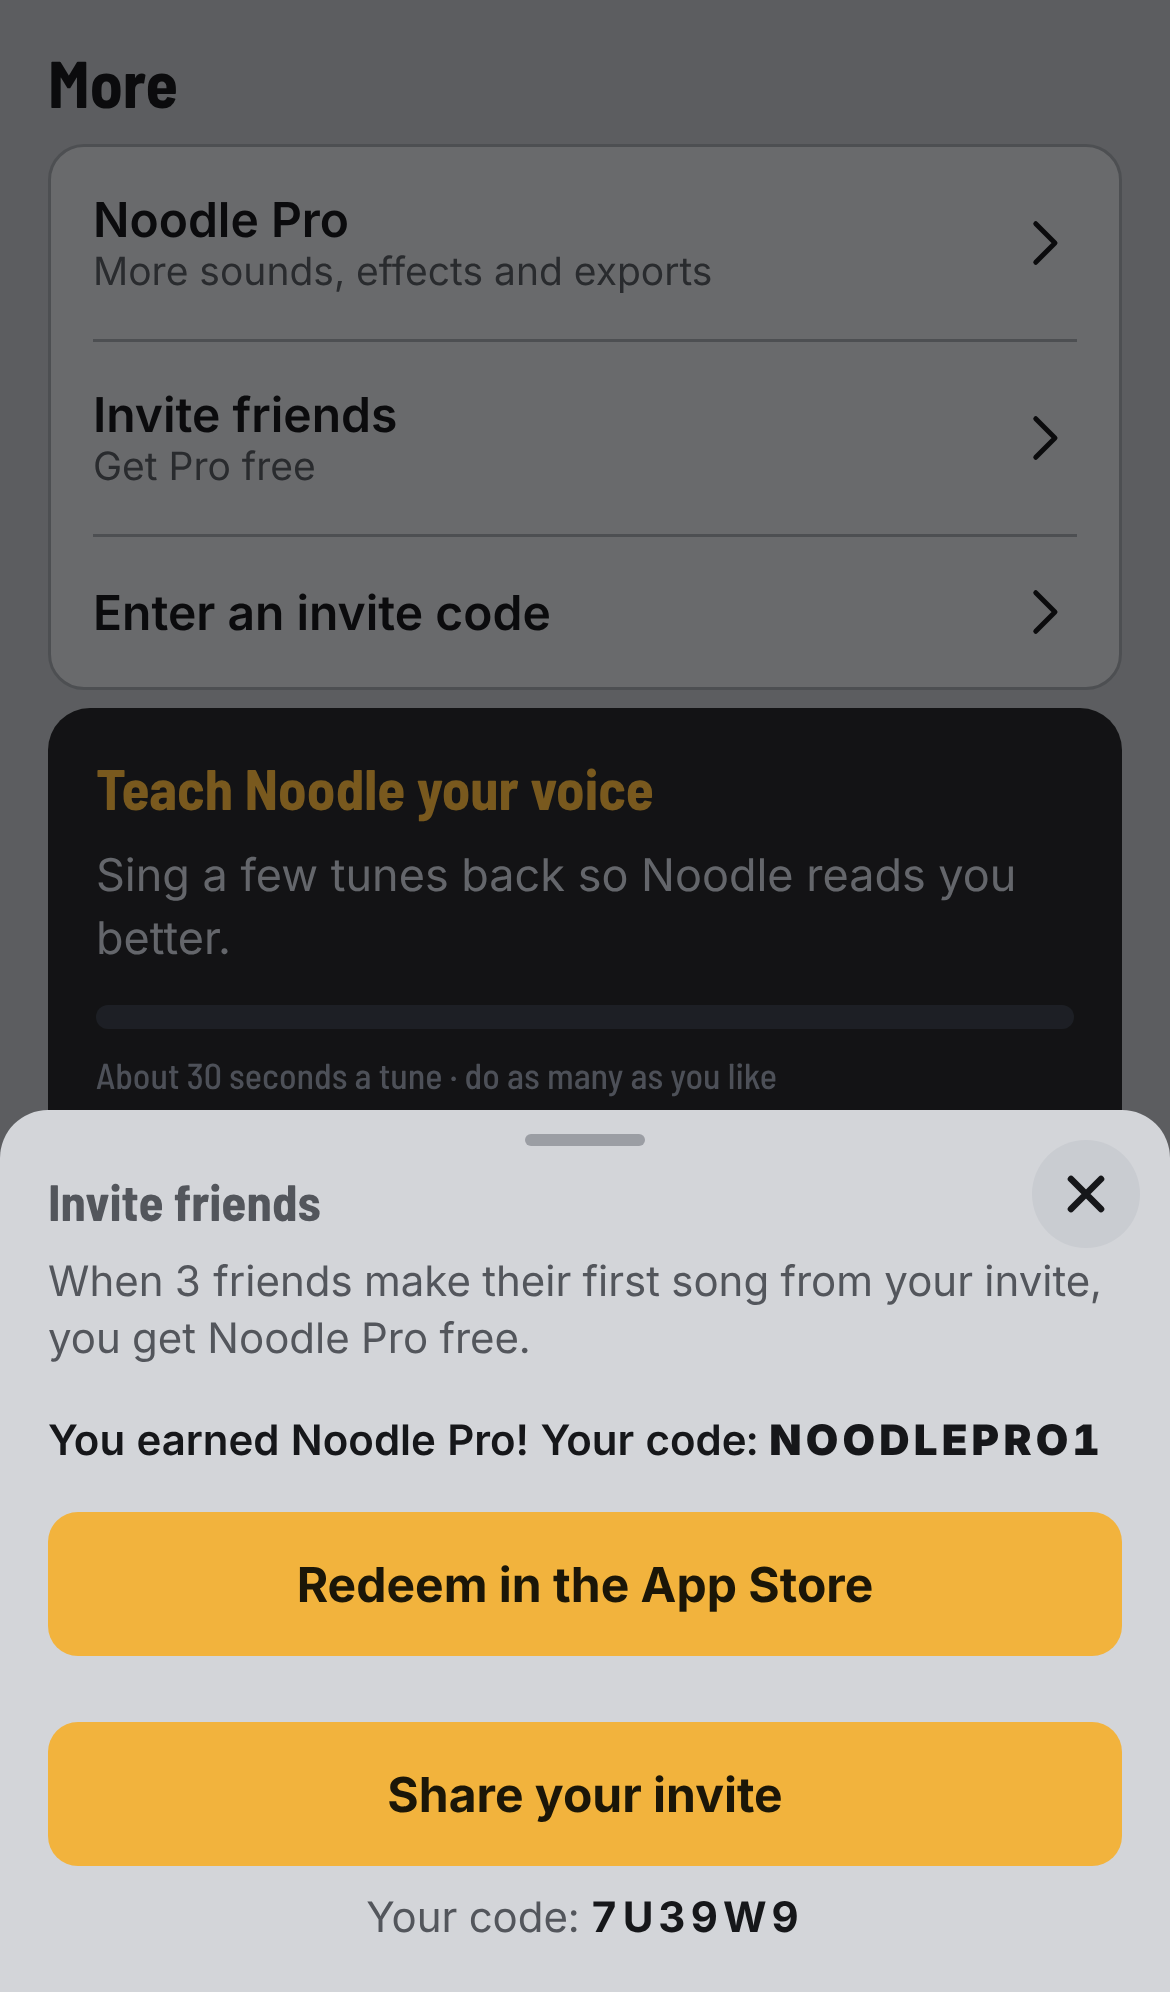 More
Noodle Pro
More sounds, effects and exports
Invite friends
Get Pro free
Enter an invite code
Teach Noodle your voice
Sing a few tunes back so Noodle reads you
better.
About 30 seconds a tune · do as many as you like
Invite friends
When 3 friends make their first song from your invite,
you get Noodle Pro free.
You earned Noodle Pro! Your code: NOODLEPRO1
Redeem in the App Store
Share your invite
Your code: 7U39W9